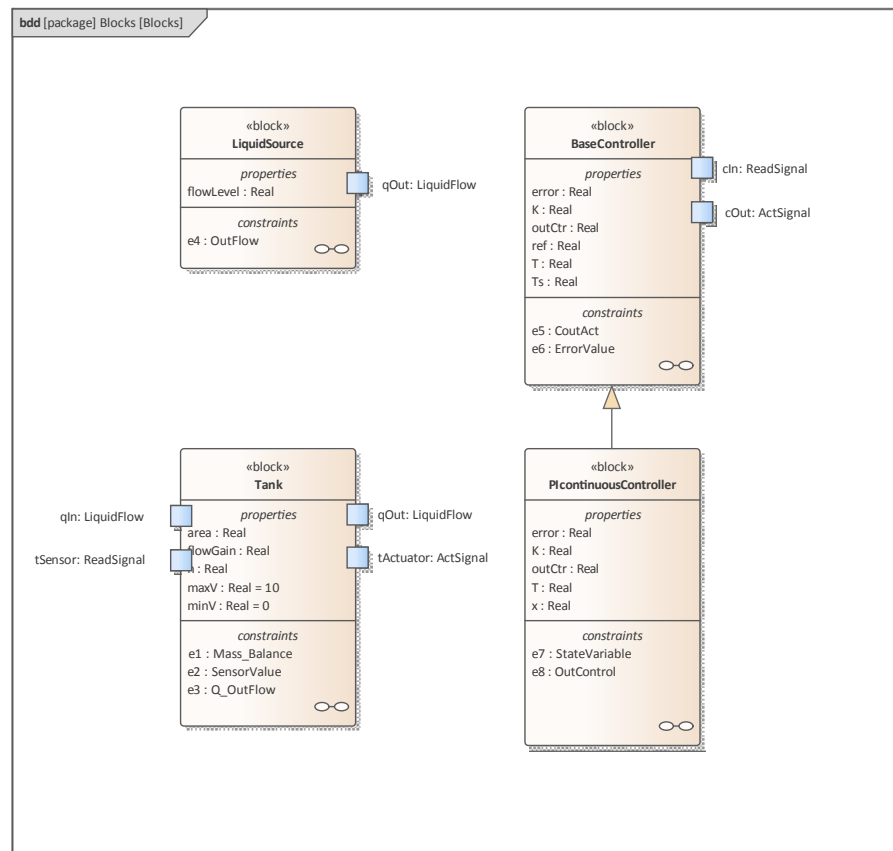 bdd [package] Blocks [Blocks]
«block»
LiquidSource
properties
flowLevel : Real
constraints
e4 : OutFlow
qOut: LiquidFlow
«block»
BaseController
properties
error : Real
K : Real
outCtr : Real
ref : Real
T : Real
Ts : Real
constraints
e5 : CoutAct
e6 : ErrorValue
cIn: ReadSignal
cOut: ActSignal
qIn: LiquidFlow
tSensor: ReadSignal
«block»
Tank
properties
area : Real
flowGain : Real
: Real
maxV : Real = 10
minV : Real = 0
constraints
e1 : Mass_Balance
e2 : SensorValue
e3 : Q_OutFlow
qOut: LiquidFlow
tActuator: ActSignal
«block»
PIcontinuousController
properties
error : Real
K : Real
outCtr : Real
T : Real
x : Real
constraints
e7 : StateVariable
e8 : OutControl